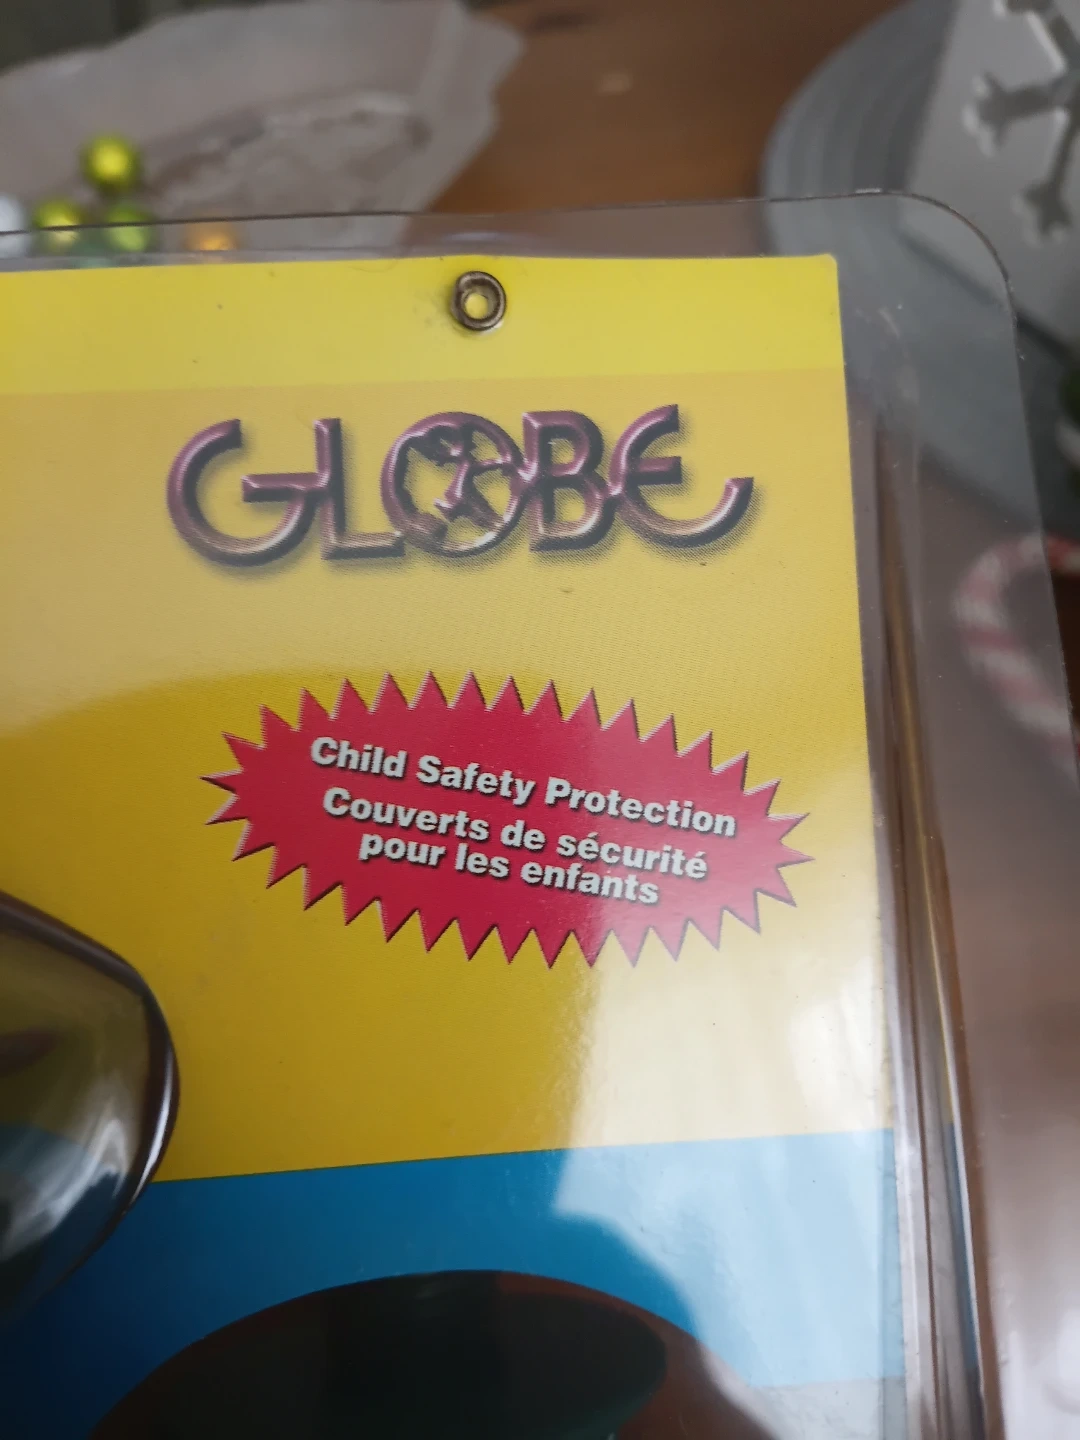 GLOBE
Child Safety Protection
Couverts de sécurité
pour les enfants